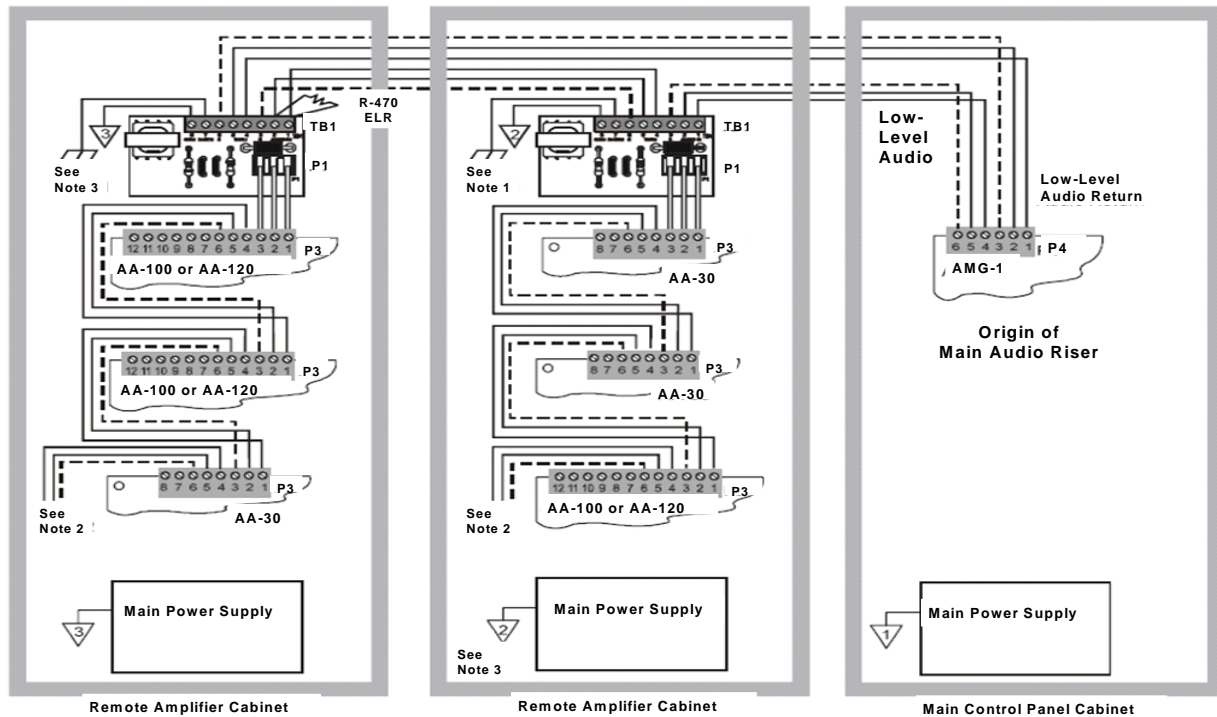 R-470
ELR
3
TB1
P1
See
Note 3
12 11 10 9 8 7 6 5 4 3 2 1
P3
AA-100 or AA-120
12 11 10 9 8 7 6 5 4 3 2 1
P3
AA-100 or AA-120
8 7 6 5 4 3 2 1
P3
AA-30
See
Note 2
Main Power Supply
3
Remote Amplifier Cabinet
2
TB1
P1
See
Note 1
8 7 6 5 4 3 2 1
P3
AA-30
8 7 6 5 4 3 2 1
P3
AA-30
12 11 10 9 8 7 6 5 4 3 2 1
P3
AA-100 or AA-120
See
Note 2
Main Power Supply
2
See
Note 3
Remote Amplifier Cabinet
Low-
Level
Audio
Low-Level
Audio Return
6 5 4 3 2 1
P4
AMG-1
Origin of
Main Audio Riser
Main Power Supply
1
Main Control Panel Cabinet